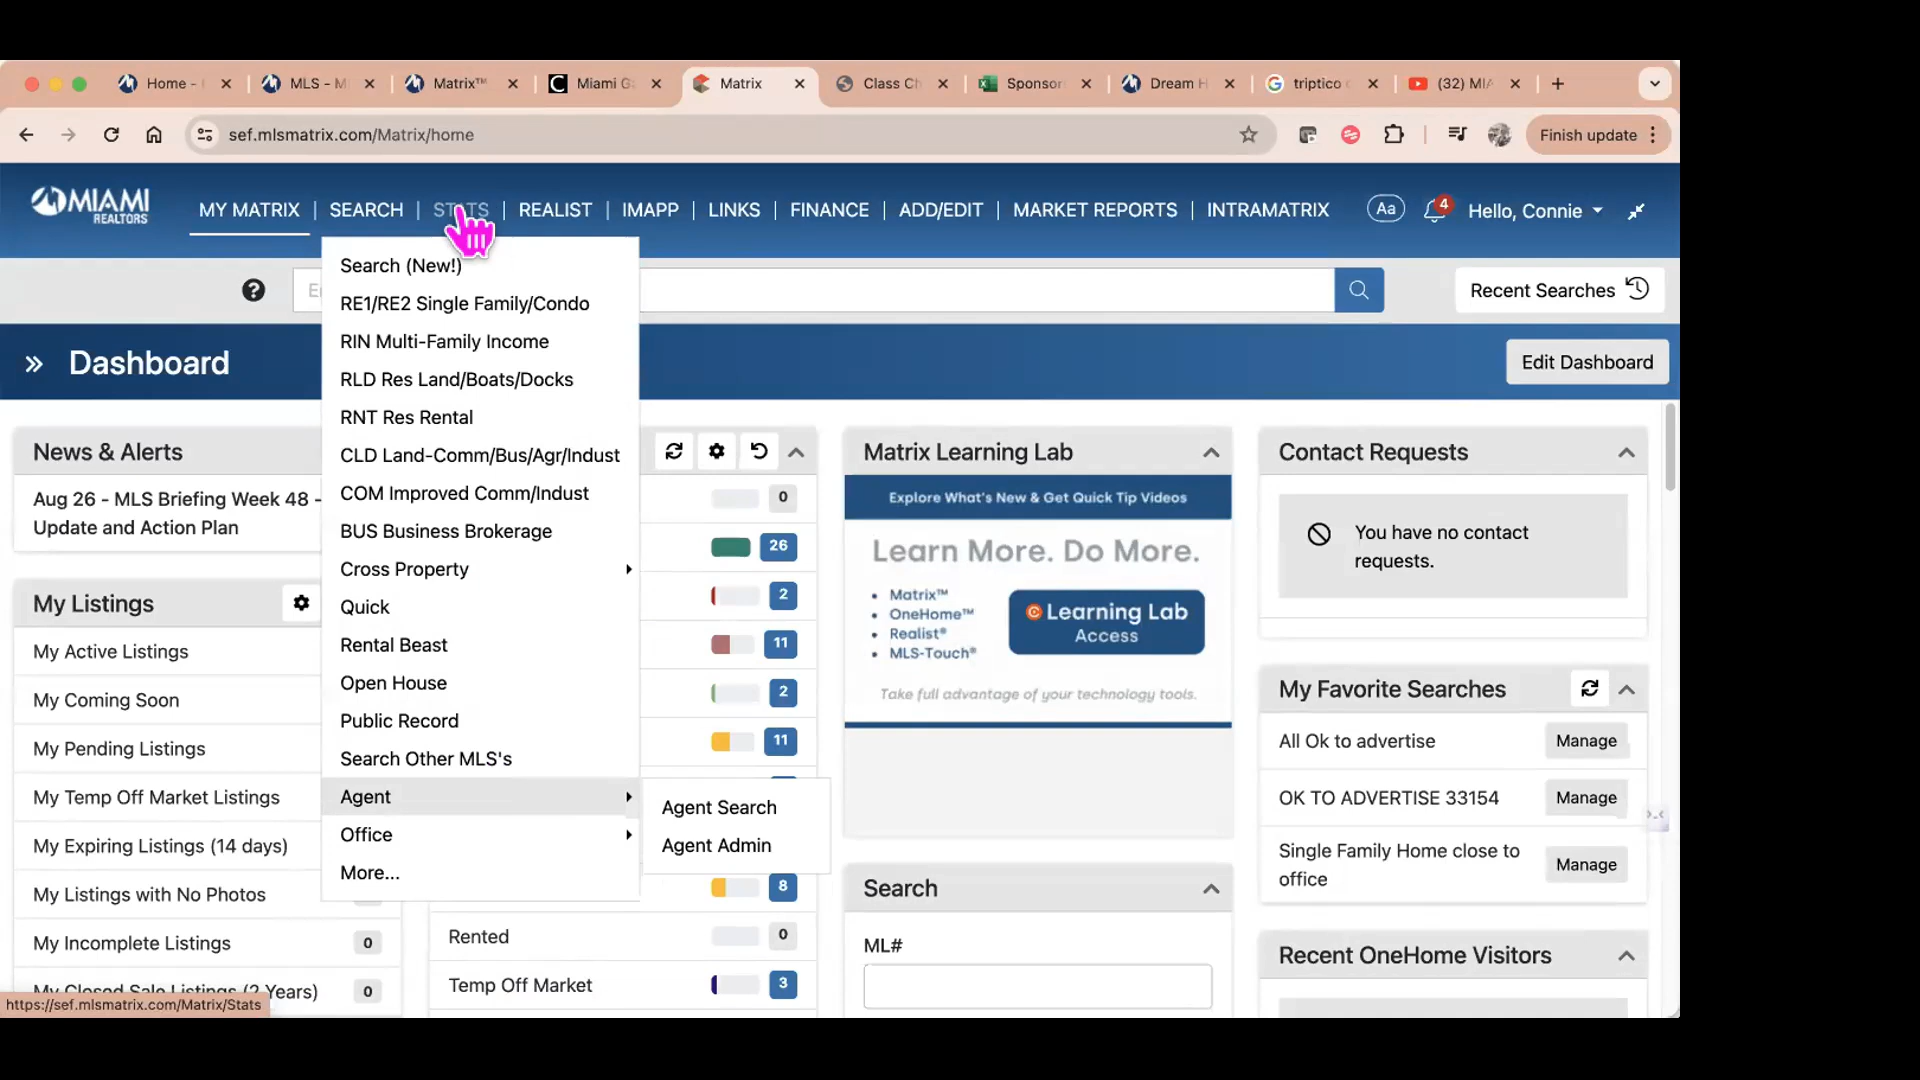 Home -
MLS - M
Matrix™
Miami G
Matrix
Class Ch
Sponsor
Dream H
triptico
(32) MIA
sef.mlsmatrix.com/Matrix/home
Finish update
MIAMI
REALTORS
MY MATRIX
SEARCH
STATS
REALIST
IMAPP
LINKS
FINANCE
ADD/EDIT
MARKET REPORTS
INTRAMATRIX
Aa
4
Hello, Connie
Recent Searches
Dashboard
Edit Dashboard
Search (New!)
RE1/RE2 Single Family/Condo
RIN Multi-Family Income
RLD Res Land/Boats/Docks
RNT Res Rental
CLD Land-Comm/Bus/Agr/Indust
COM Improved Comm/Indust
BUS Business Brokerage
Cross Property
Quick
Rental Beast
Open House
Public Record
Search Other MLS's
Agent
Office
More...
Agent Search
Agent Admin
News & Alerts
Aug 26 - MLS Briefing Week 48 -
Update and Action Plan
My Listings
My Active Listings
My Coming Soon
My Pending Listings
My Temp Off Market Listings
My Expiring Listings (14 days)
My Listings with No Photos
My Incomplete Listings
0
My Closed Sale Listings (2 Years)
0
https://sef.mlsmatrix.com/Matrix/Stats
0
26
2
11
2
11
8
Rented
0
Temp Off Market
3
Matrix Learning Lab
Explore What's New & Get Quick Tip Videos
Learn More. Do More.
• Matrix™
• OneHome™
• Realist®
• MLS-Touch®
Learning Lab
Access
Take full advantage of your technology tools.
Search
ML#
Contact Requests
You have no contact
requests.
My Favorite Searches
All Ok to advertise
Manage
OK TO ADVERTISE 33154
Manage
Single Family Home close to
office
Manage
Recent OneHome Visitors